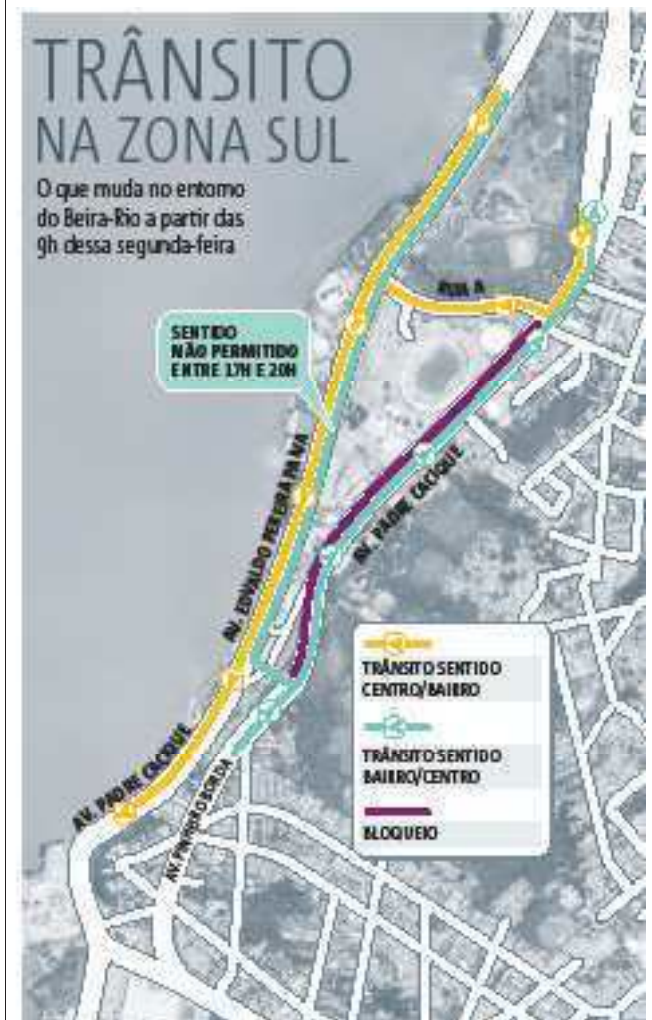 TRÂNSITO
NA ZONA SUL
O que muda no entorno
do Beira-Rio a partir das
9h dessa segunda-feira
RUA A
SENTIDO
NÃO PERMITIDO
ENTRE 17H E 20H
AV. EDVALDO PEREIRA PAIVA
AV. PADRE CACIQUE
AV. PADRE CACIQUE
AV. PINHEIRO BORDA
TRÂNSITO SENTIDO
CENTRO/BAIRRO
TRÂNSITO SENTIDO
BAIRRO/CENTRO
BLOQUEIO